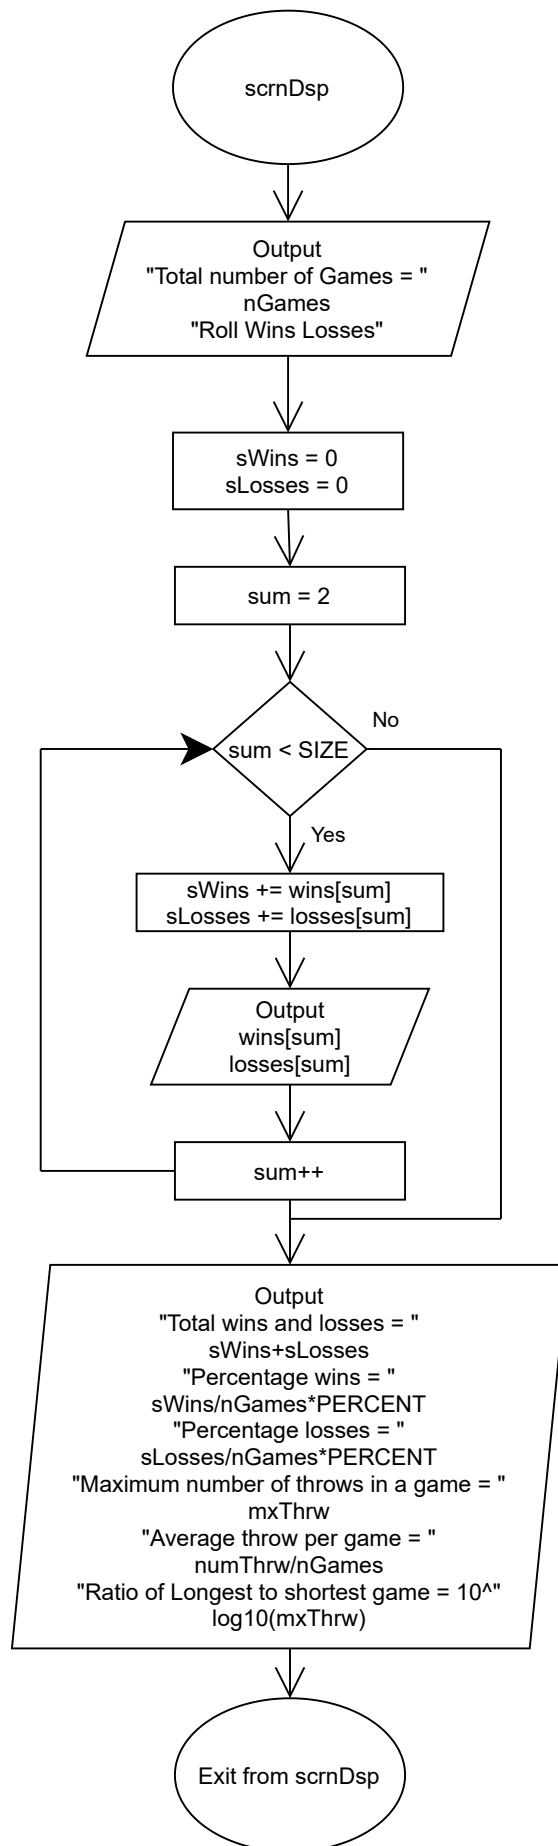 scrnDsp
Output
"Total number of Games = "
nGames
"Roll Wins Losses"
sWins = 0
sLosses = 0
sum = 2
No
sum < SIZE
Yes
sWins += wins[sum]
sLosses += losses[sum]
Output
wins[sum]
losses[sum]
sum++
Output
"Total wins and losses = "
sWins+sLosses
"Percentage wins = "
sWins/nGames*PERCENT
"Percentage losses = "
sLosses/nGames*PERCENT
"Maximum number of throws in a game = "
mxThrw
"Average throw per game = "
numThrw/nGames
"Ratio of Longest to shortest game = 10^"
log10(mxThrw)
Exit from scrnDsp